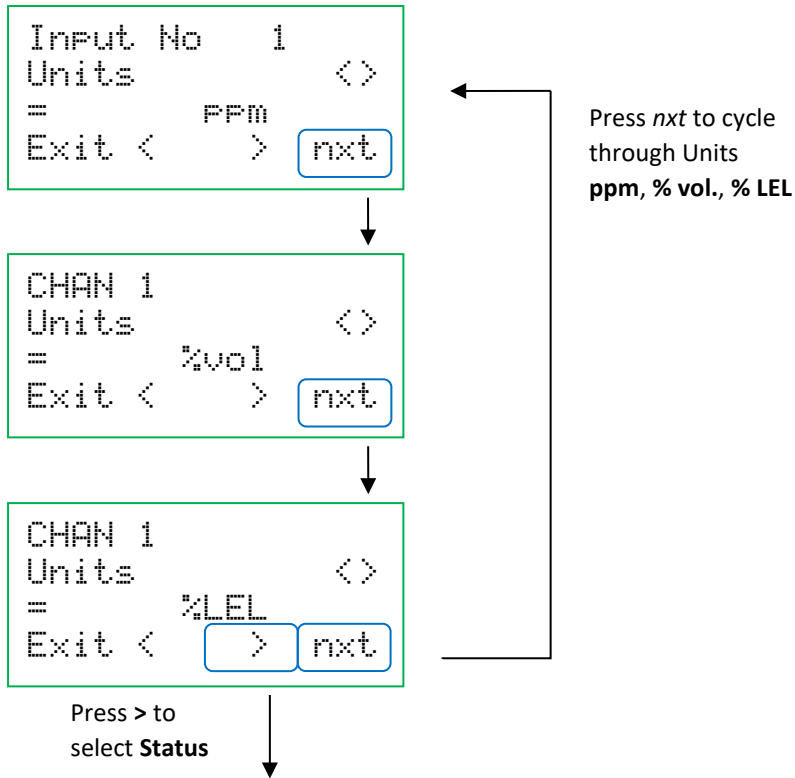 Input No 1
Units <>
= ppm
Exit < > nxt
Press nxt to cycle
through Units
ppm, % vol., % LEL
CHAN 1
Units <>
= %vol
Exit < > nxt
CHAN 1
Units <>
= %LEL
Exit < > nxt
Press > to
select Status